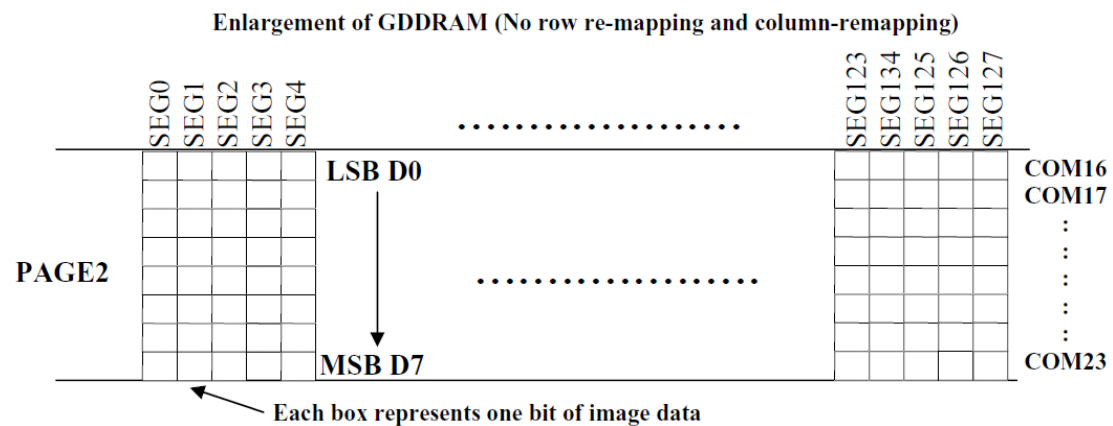 Enlargement of GDDRAM (No row re-mapping and column-remapping)
SEG0
SEG1
SEG2
SEG3
SEG4
....................
SEG123
SEG134
SEG125
SEG126
SEG127
LSB D0
COM16
COM17
:
:
:
:
:
PAGE2
....................
MSB D7
COM23
Each box represents one bit of image data